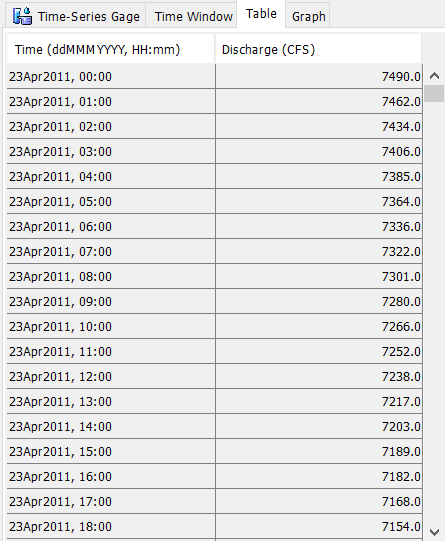 Time-Series Gage Time Window Table Graph
Time (ddMMMYYYY, HH:mm) Discharge (CFS)
23Apr2011, 00:00 7490.0
23Apr2011, 01:00 7462.0
23Apr2011, 02:00 7434.0
23Apr2011, 03:00 7406.0
23Apr2011, 04:00 7385.0
23Apr2011, 05:00 7364.0
23Apr2011, 06:00 7336.0
23Apr2011, 07:00 7322.0
23Apr2011, 08:00 7301.0
23Apr2011, 09:00 7280.0
23Apr2011, 10:00 7266.0
23Apr2011, 11:00 7252.0
23Apr2011, 12:00 7238.0
23Apr2011, 13:00 7217.0
23Apr2011, 14:00 7203.0
23Apr2011, 15:00 7189.0
23Apr2011, 16:00 7182.0
23Apr2011, 17:00 7168.0
23Apr2011, 18:00 7154.0